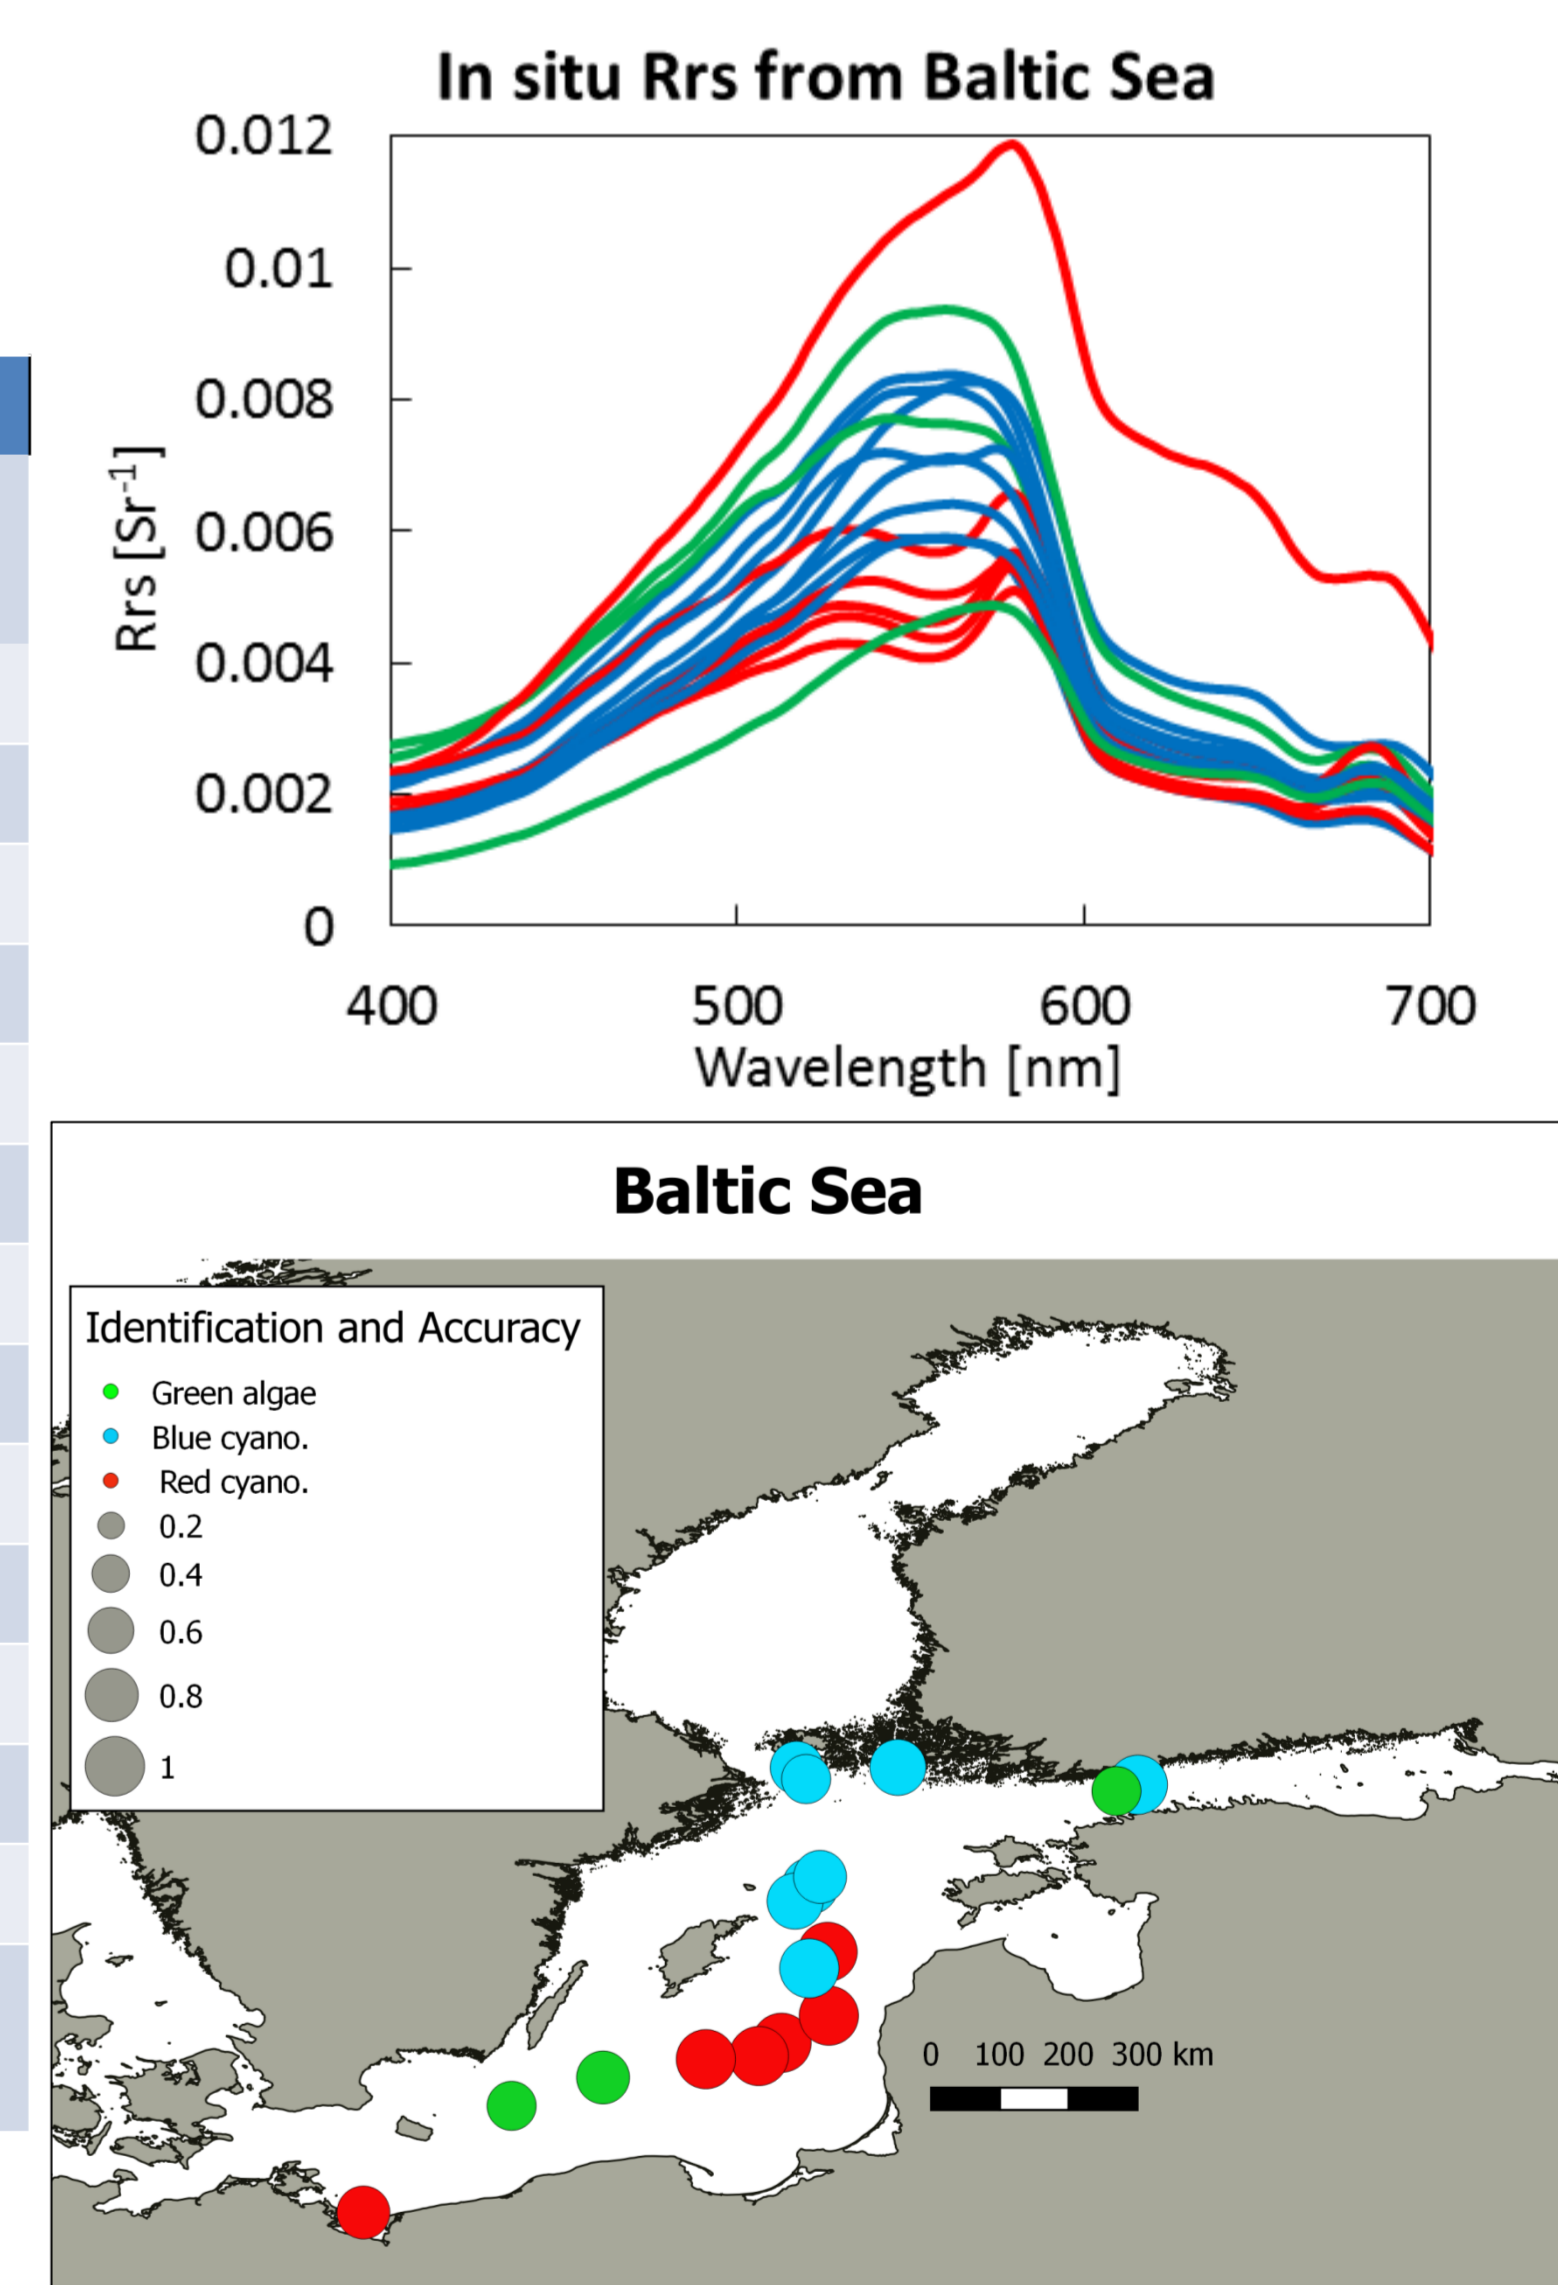 In situ Rrs from Baltic Sea
0.012
0.01
0.008
0.006
0.004
0.002
0
Rrs [Sr-1]
400 500 600 700
Wavelength [nm]
Baltic Sea
Identification and Accuracy
Green algae
Blue cyano.
Red cyano.
0.2
0.4
0.6
0.8
1
0 100 200 300 km